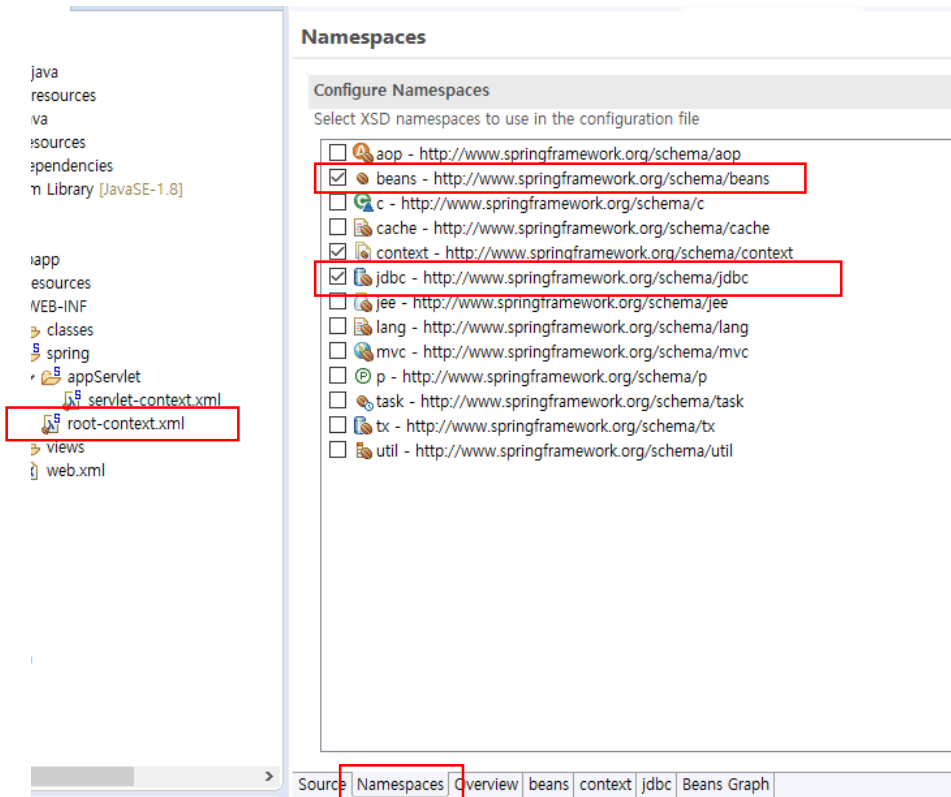 java
resources
iva
esources
ependencies
m Library [JavaSE-1.8]
app
esources
WEB-INF
classes
spring
appServlet
servlet-context.xml
root-context.xml
views
web.xml
Namespaces
Configure Namespaces
Select XSD namespaces to use in the configuration file
aop - http://www.springframework.org/schema/aop
beans - http://www.springframework.org/schema/beans
c - http://www.springframework.org/schema/c
cache - http://www.springframework.org/schema/cache
context - http://www.springframework.org/schema/context
jdbc - http://www.springframework.org/schema/jdbc
jee - http://www.springframework.org/schema/jee
lang - http://www.springframework.org/schema/lang
mvc - http://www.springframework.org/schema/mvc
p - http://www.springframework.org/schema/p
task - http://www.springframework.org/schema/task
tx - http://www.springframework.org/schema/tx
util - http://www.springframework.org/schema/util
Source Namespaces Overview beans context jdbc Beans Graph